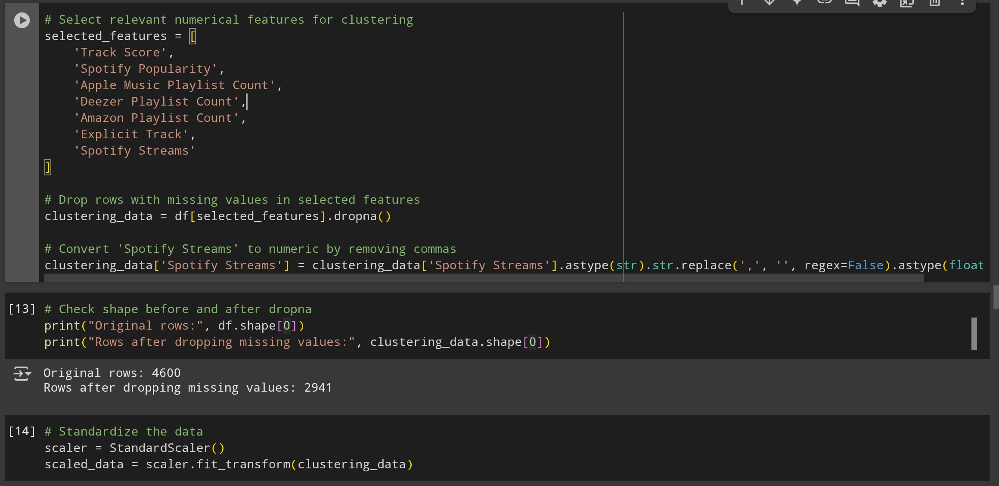 # Select relevant numerical features for clustering
selected_features = [
    'Track Score',
    'Spotify Popularity',
    'Apple Music Playlist Count',
    'Deezer Playlist Count',
    'Amazon Playlist Count',
    'Explicit Track',
    'Spotify Streams'
]
# Drop rows with missing values in selected features
clustering_data = df[selected_features].dropna()
# Convert 'Spotify Streams' to numeric by removing commas
clustering_data['Spotify Streams'] = clustering_data['Spotify Streams'].astype(str).str.replace(',', '', regex=False).astype(float
[13] # Check shape before and after dropna
print("Original rows:", df.shape[0])
print("Rows after dropping missing values:", clustering_data.shape[0])
Original rows: 4600
Rows after dropping missing values: 2941
[14] # Standardize the data
scaler = StandardScaler()
scaled_data = scaler.fit_transform(clustering_data)